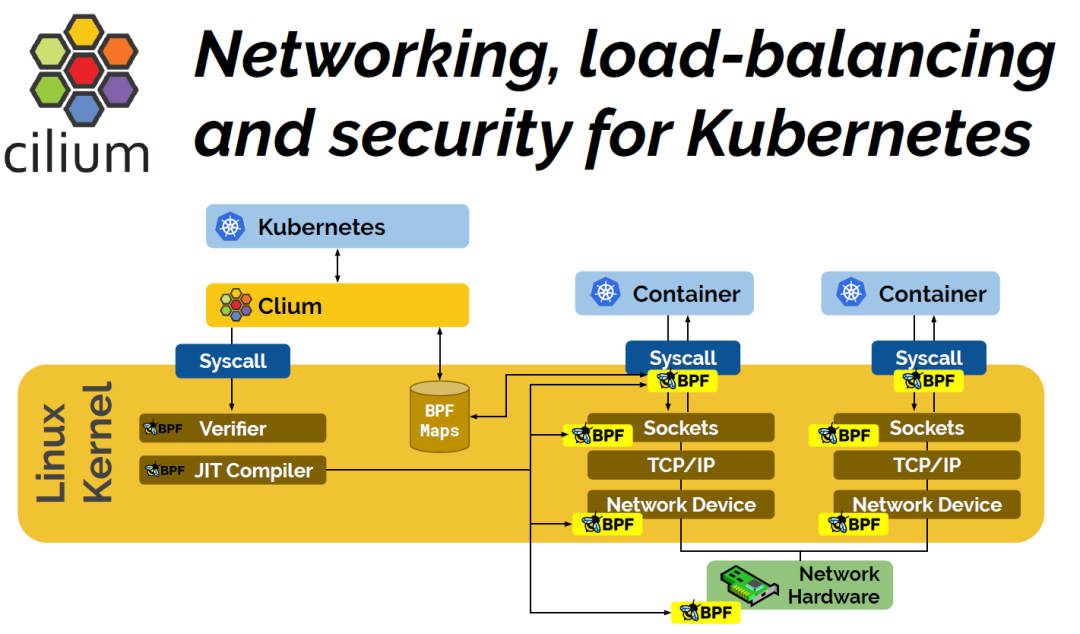 cilium
Networking, load-balancing
and security for Kubernetes
Kubernetes
Clium
Container
Container
Syscall
Syscall
Syscall
BPF
BPF
Linux
Kernel
BPF
Maps
BPF Verifier
BPF Sockets
BPF Sockets
BPF JIT Compiler
TCP/IP
TCP/IP
Network Device
Network Device
BPF
BPF
Network
Hardware
BPF